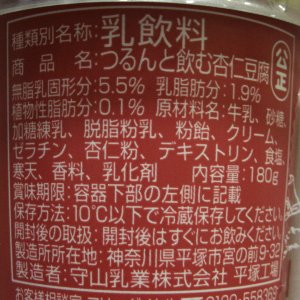 種類別名称:乳飲料
商品名:つるんと飲む杏仁豆腐
無脂乳固形分:5.5% 乳脂肪分:1.9%
植物性脂肪分:0.1% 原材料名:牛乳、砂糖、
加糖練乳、脱脂粉乳、粉飴、クリーム、
ゼラチン、杏仁粉、デキストリン、食塩、
寒天、香料、乳化剤 内容量:180g
賞味期限:容器下部の左側に記載
保存方法:10℃以下で冷蔵保存してください。
開封後の取扱:開封後はすぐにお飲みください。
製造所所在地:神奈川県平塚市宮の前9-32
製造者:守山乳業株式会社 平塚工場
公正